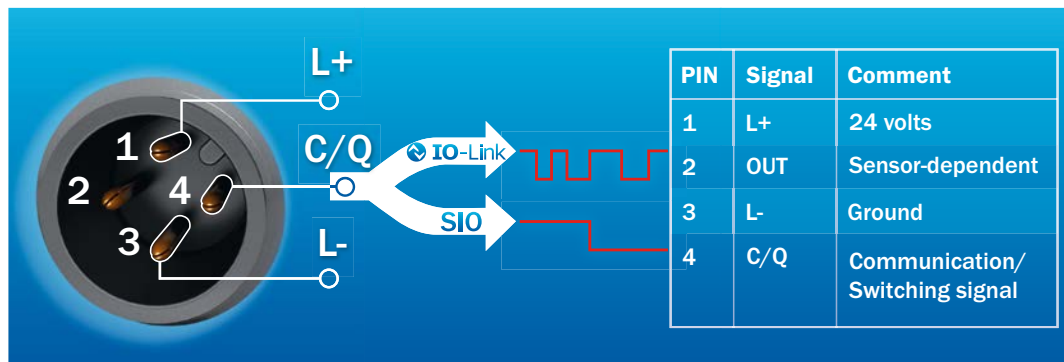 L+
1
C/Q
IO-Link
2
4
SIO
3
L-
PIN Signal Comment
1 L+ 24 volts
2 OUT Sensor-dependent
3 L- Ground
4 C/Q Communication/
Switching signal